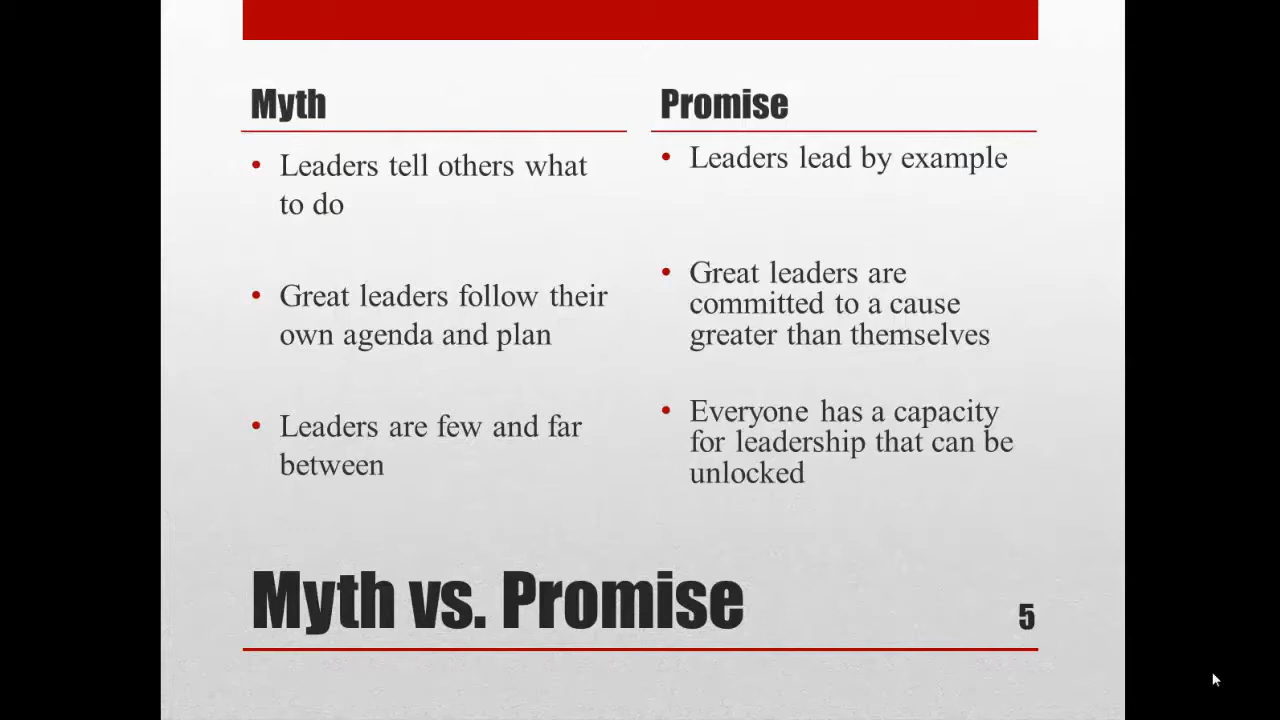 Myth
• Leaders tell others what
to do
• Great leaders follow their
own agenda and plan
• Leaders are few and far
between
Promise
• Leaders lead by example
• Great leaders are
committed to a cause
greater than themselves
• Everyone has a capacity
for leadership that can be
unlocked
Myth vs. Promise
5